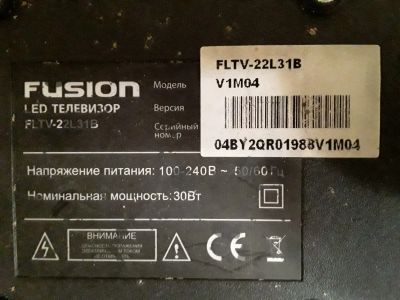 FUSION
LED ТЕЛЕВИЗОР
FLTV-22L31B
Модель
Версия
Серийный
номер
FLTV-22L31B
V1M04
04BY2QR01988V1M04
Напряжение питания: 100-240В ~ 50/60Гц
Номинальная мощность: 30Вт
ВНИМАНИЕ
CE